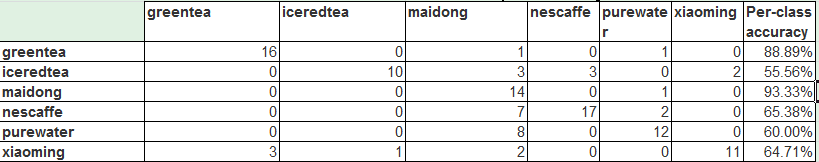 greentea iceredtea maidong nescaffe purewate xiaoming Per-class
r accuracy
greentea 16 0 1 0 1 0 88.89%
iceredtea 0 10 3 3 0 2 55.56%
maidong 0 0 14 0 1 0 93.33%
nescaffe 0 0 7 17 2 0 65.38%
purewater 0 0 8 0 12 0 60.00%
xiaoming 3 1 2 0 0 11 64.71%